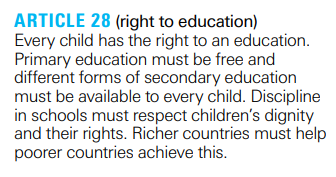 ARTICLE 28 (right to education)
Every child has the right to an education.
Primary education must be free and
different forms of secondary education
must be available to every child. Discipline
in schools must respect children’s dignity
and their rights. Richer countries must help
poorer countries achieve this.